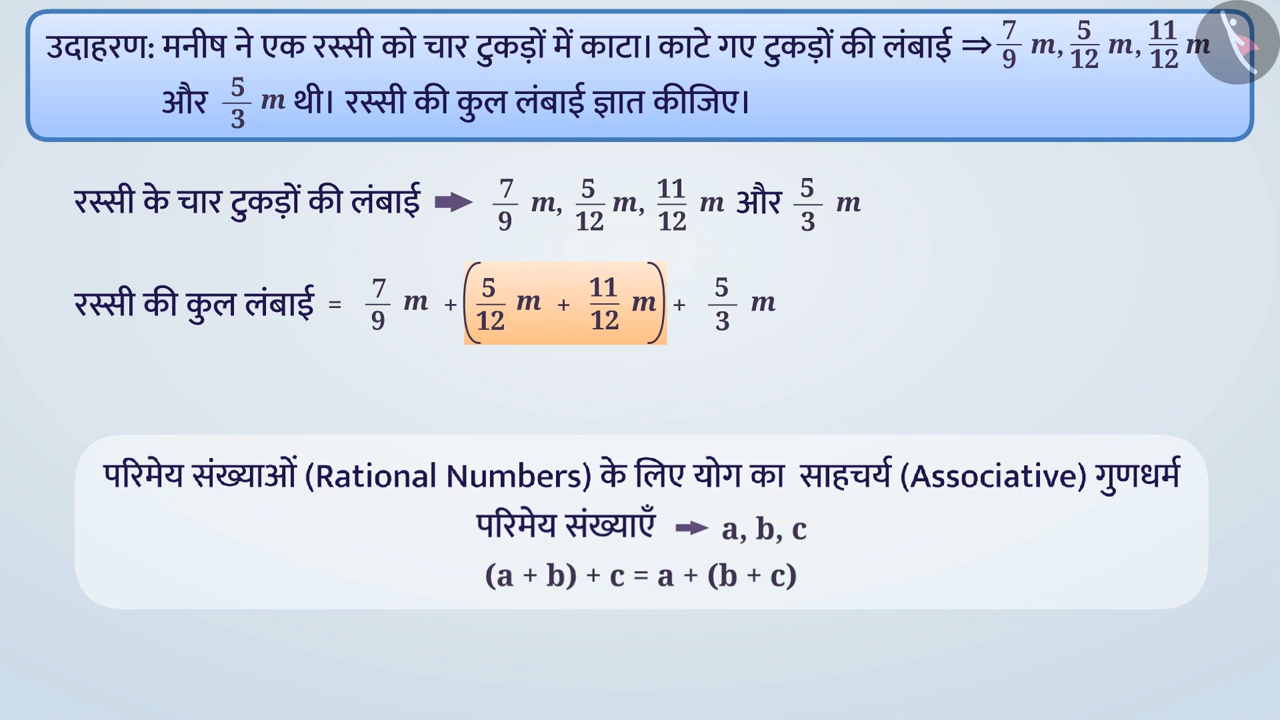 उदाहरण: मनीष ने एक रस्सी को चार टुकड़ों में काटा। काटे गए टुकड़ों की लंबाई ⇒ 7/9 m, 5/12 m, 11/12 m
और 5/3 m थी। रस्सी की कुल लंबाई ज्ञात कीजिए।
रस्सी के चार टुकड़ों की लंबाई ➡ 7/9 m, 5/12 m, 11/12 m और 5/3 m
रस्सी की कुल लंबाई = 7/9 m + (5/12 m + 11/12 m) + 5/3 m
परिमेय संख्याओं (Rational Numbers) के लिए योग का साहचर्य (Associative) गुणधर्म
परिमेय संख्याएँ ➡ a, b, c
(a + b) + c = a + (b + c)